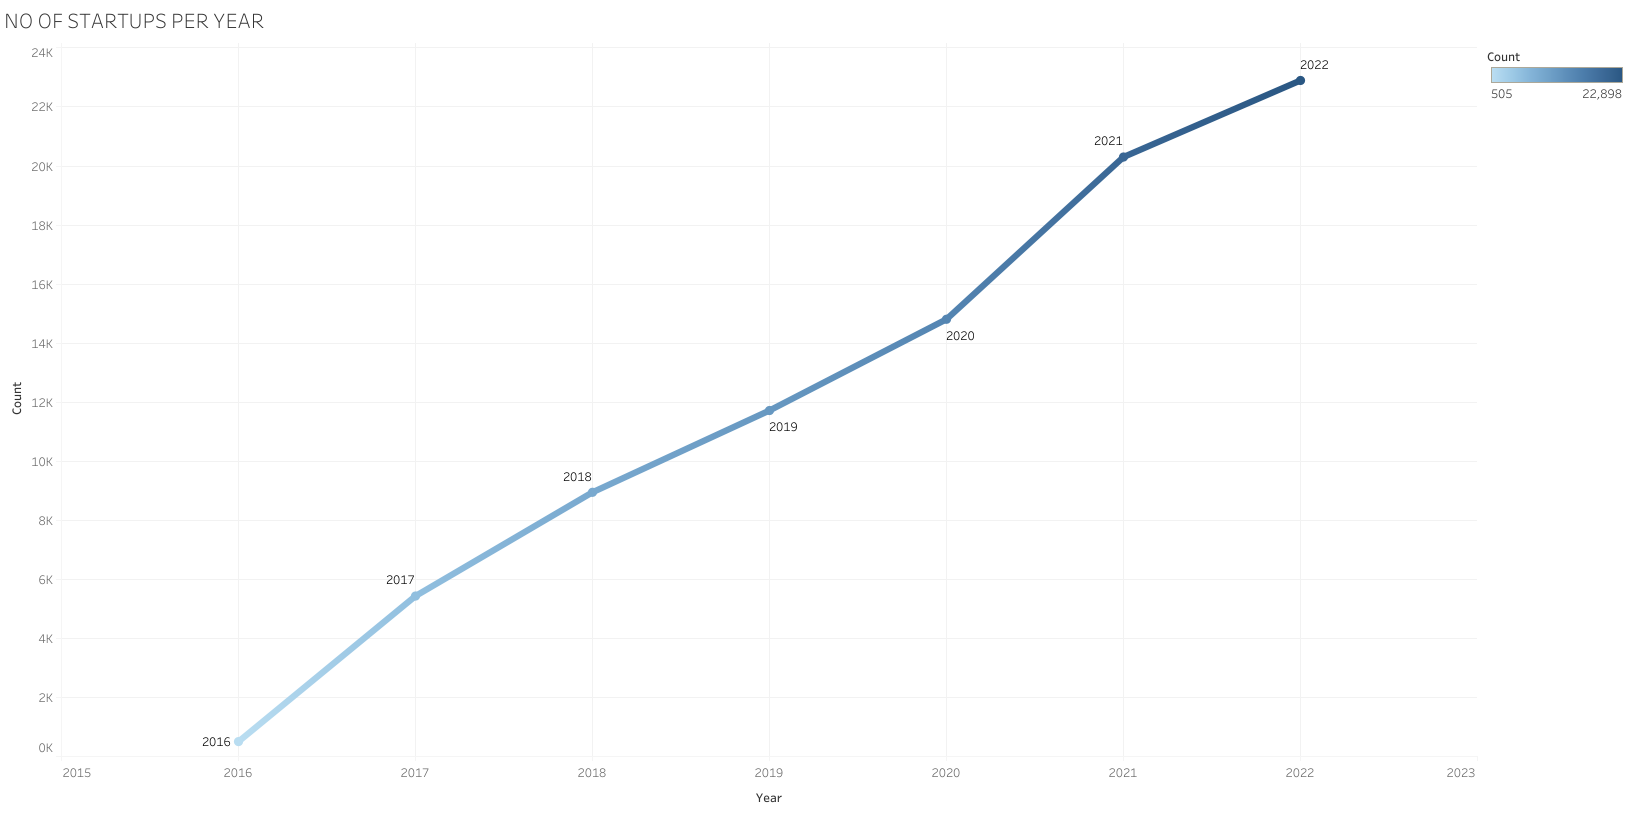 NO OF STARTUPS PER YEAR
24K
22K
20K
18K
16K
14K
12K
10K
8K
6K
4K
2K
0K
Count
2016
2017
2018
2019
2020
2021
2022
2015 2016 2017 2018 2019 2020 2021 2022 2023
Year
Count
505 22,898